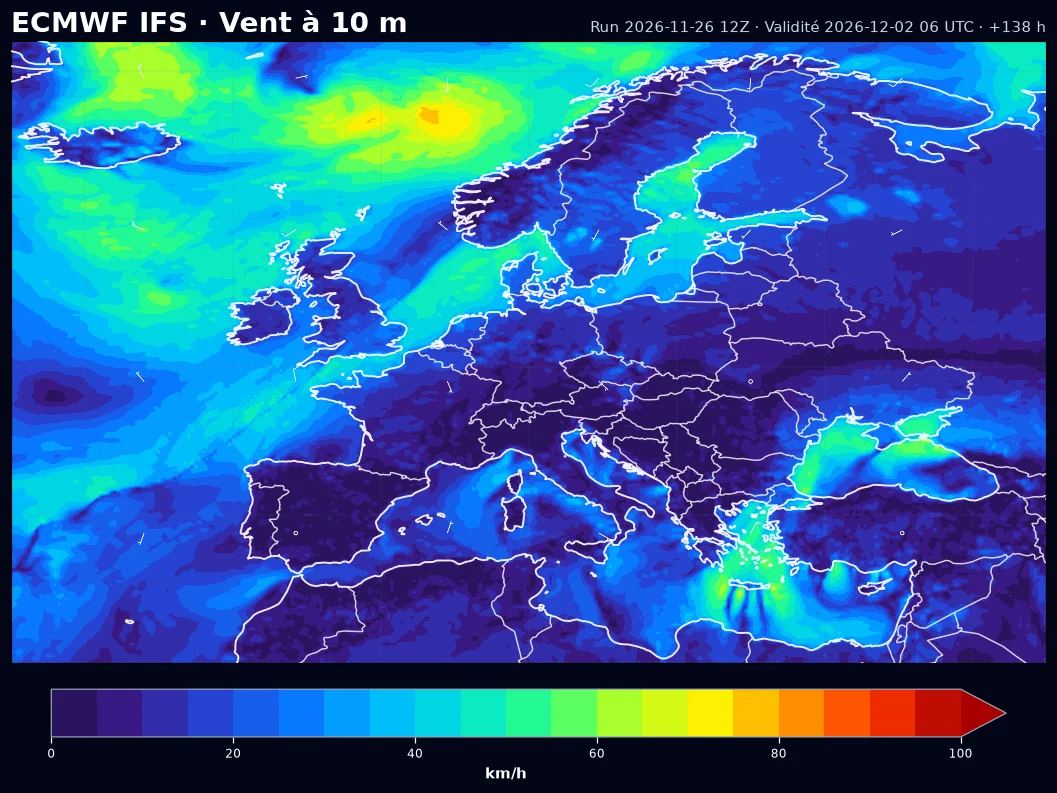 ECMWF IFS · Vent à 10 m
Run 2026-11-26 12Z · Validité 2026-12-02 06 UTC · +138 h
0 20 40 60 80 100
km/h